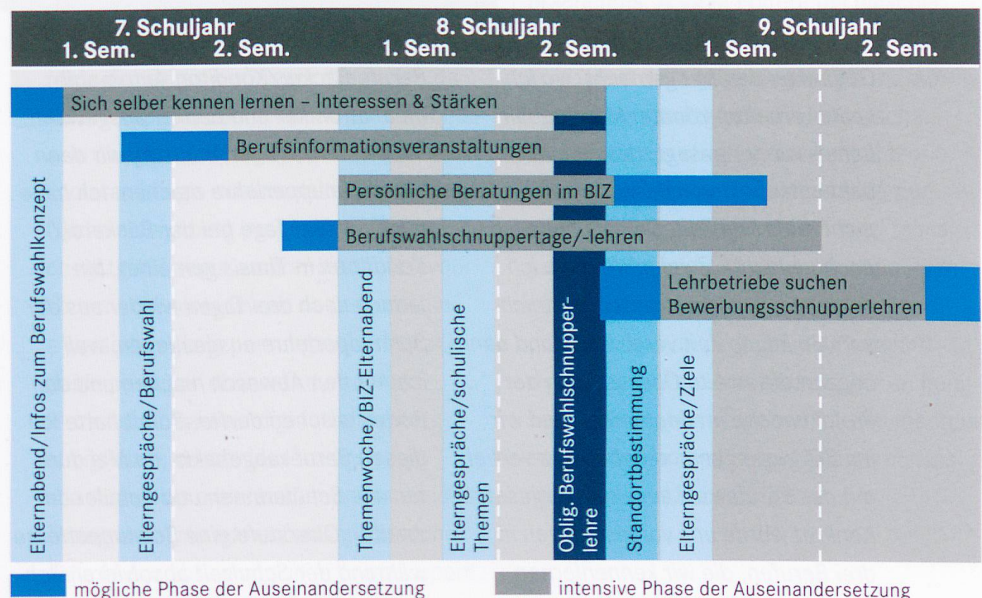 7. Schuljahr
8. Schuljahr
9. Schuljahr
1. Sem.
2. Sem.
1. Sem.
2. Sem.
1. Sem.
2. Sem.
Sich selber kennen lernen – Interessen & Stärken
Berufsinformationsveranstaltungen
Persönliche Beratungen im BIZ
Berufswahlschnuppertage/-lehren
Lehrbetriebe suchen
Bewerbungsschnupperlehren
Elternabend/Infos zum Berufswahlkonzept
Elterngespräche/Berufswahl
Themenwoche/BIZ-Elternabend
Elterngespräche/schulische
Themen
Oblig. Berufswahlschnupper-
lehre
Standortbestimmung
Elterngespräche/Ziele
mögliche Phase der Auseinandersetzung
intensive Phase der Auseinandersetzung